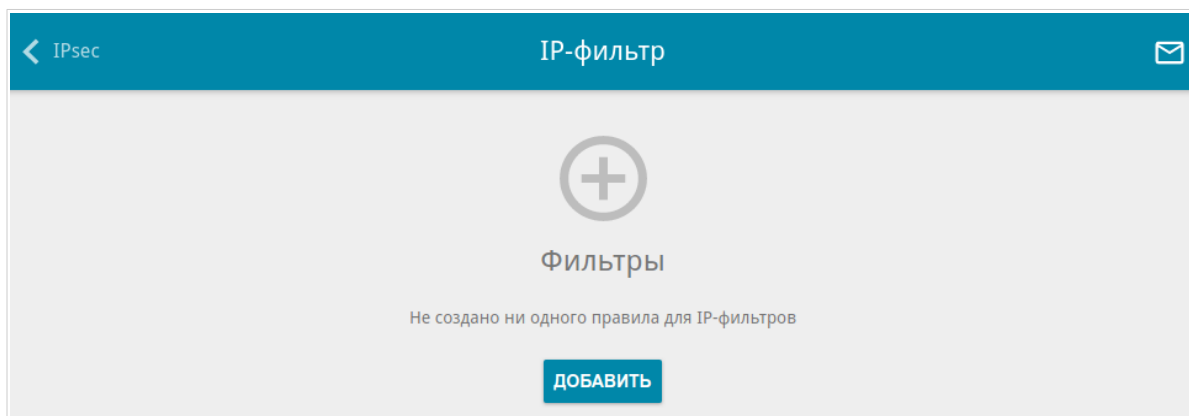 IPsec
IP-фильтр
Фильтры
Не создано ни одного правила для IP-фильтров
ДОБАВИТЬ